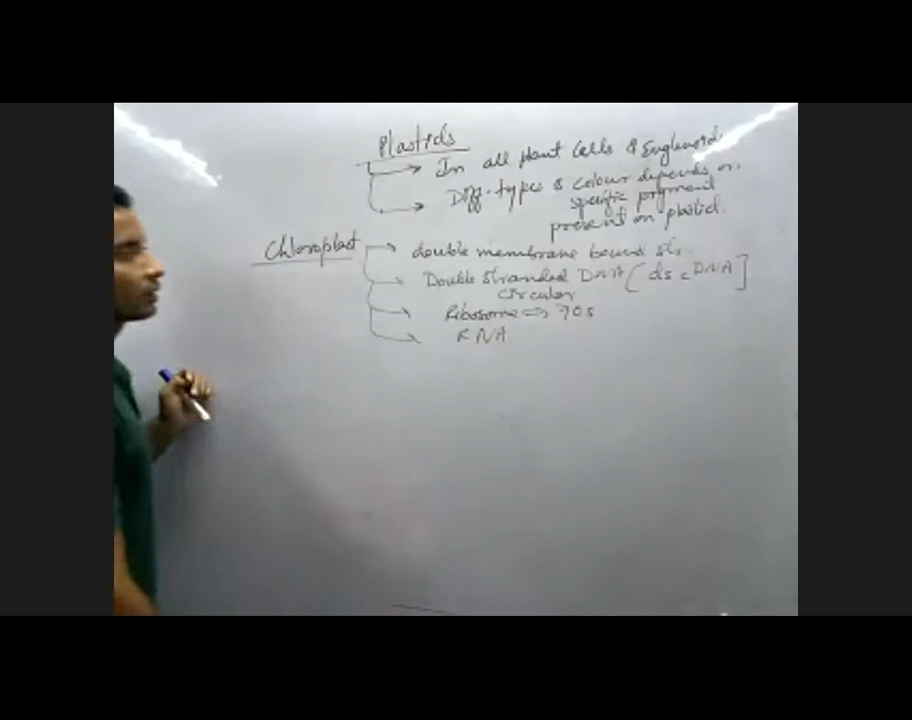 Plastids
In all plant cells & Euglenoid
Diff. types & colour depends on
specific pigment
present on plastid.
Chloroplast
double membrane bound str.
Double stranded DNA (ds c DNA]
circular
Ribosome => 70s
RNA